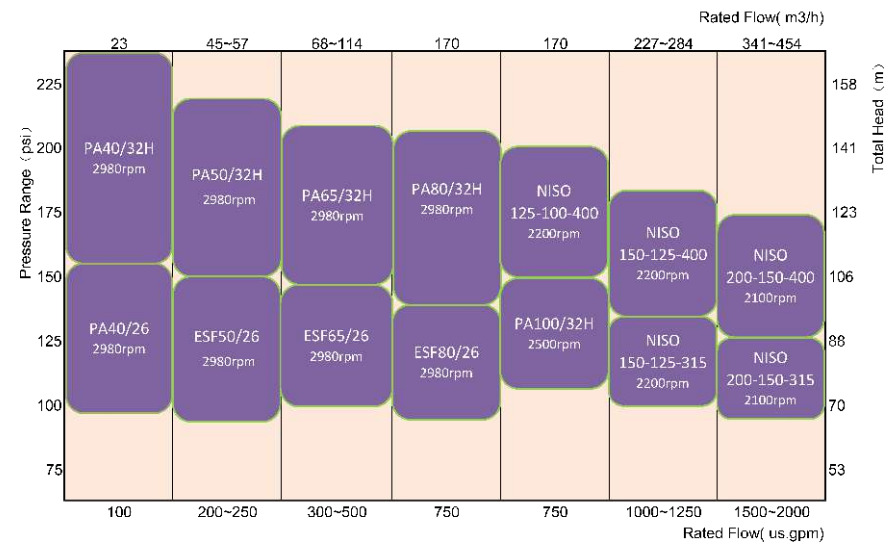 Rated Flow( m3/h)
23 45~57 68~114 170 170 227~284 341~454
Pressure Range（psi）
225
200
175
150
125
100
75
PA40/32H
2980rpm
PA40/26
2980rpm
PA50/32H
2980rpm
ESF50/26
2980rpm
PA65/32H
2980rpm
ESF65/26
2980rpm
PA80/32H
2980rpm
ESF80/26
2980rpm
NISO
125-100-400
2200rpm
PA100/32H
2500rpm
NISO
150-125-400
2200rpm
NISO
150-125-315
2200rpm
NISO
200-150-400
2100rpm
NISO
200-150-315
2100rpm
158
141
123
106
88
70
53
Total Head（m）
100 200~250 300~500 750 750 1000~1250 1500~2000
Rated Flow( us.gpm)